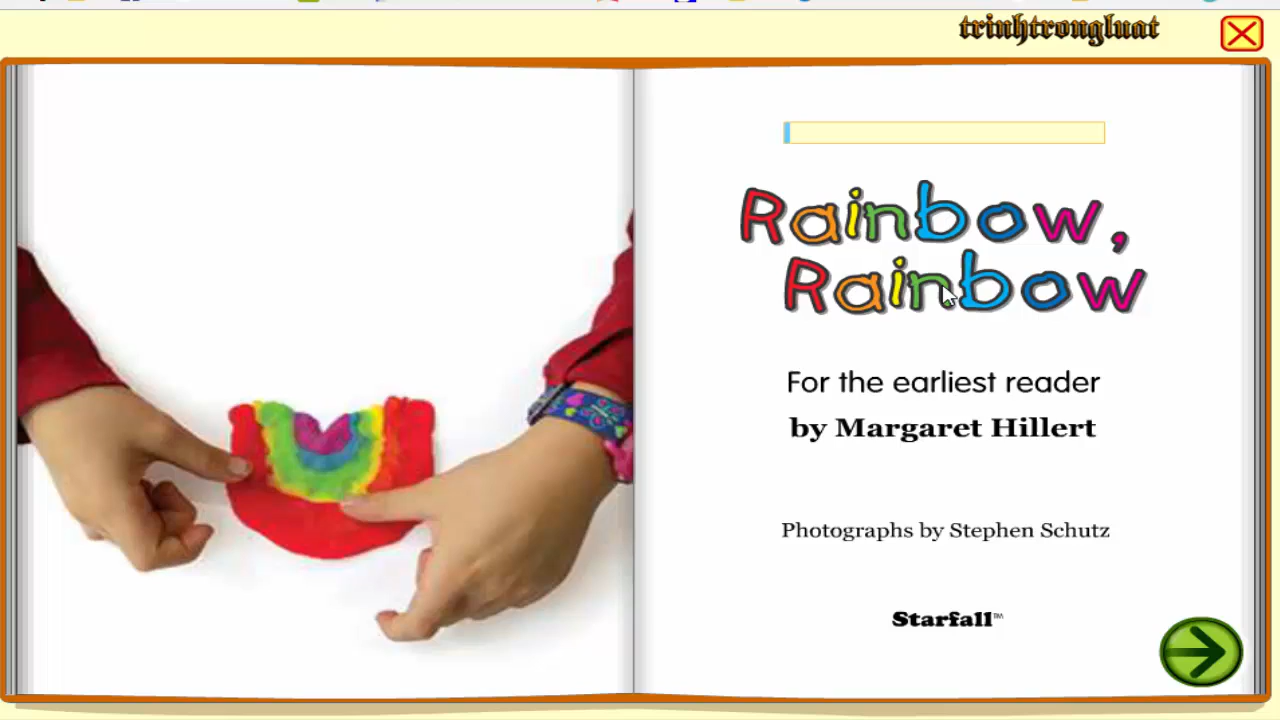 trinhtrongluat
Rainbow,
Rainbow
For the earliest reader
by Margaret Hillert
Photographs by Stephen Schutz
Starfall™